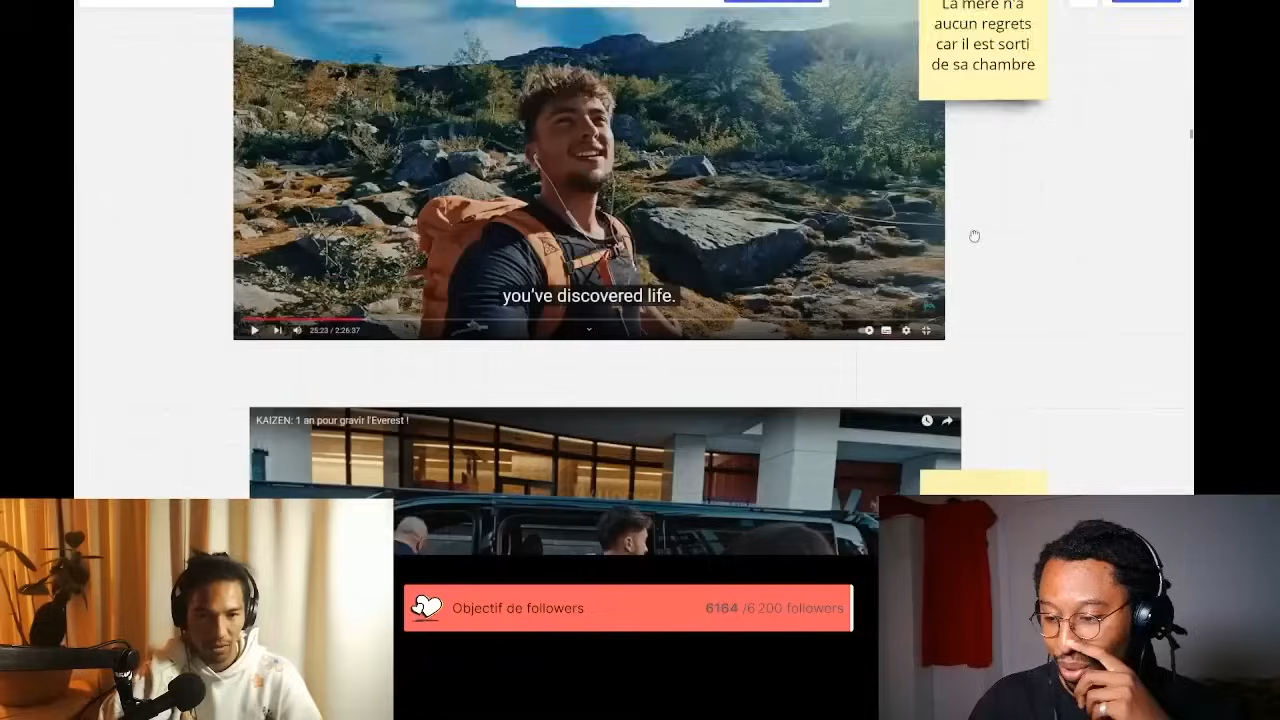 La mère n'a
aucun regrets
car il est sorti
de sa chambre
you've discovered life.
25:23 / 2:26:37
KAIZEN: 1 an pour gravir l'Everest !
Objectif de followers
6164 /6 200 followers